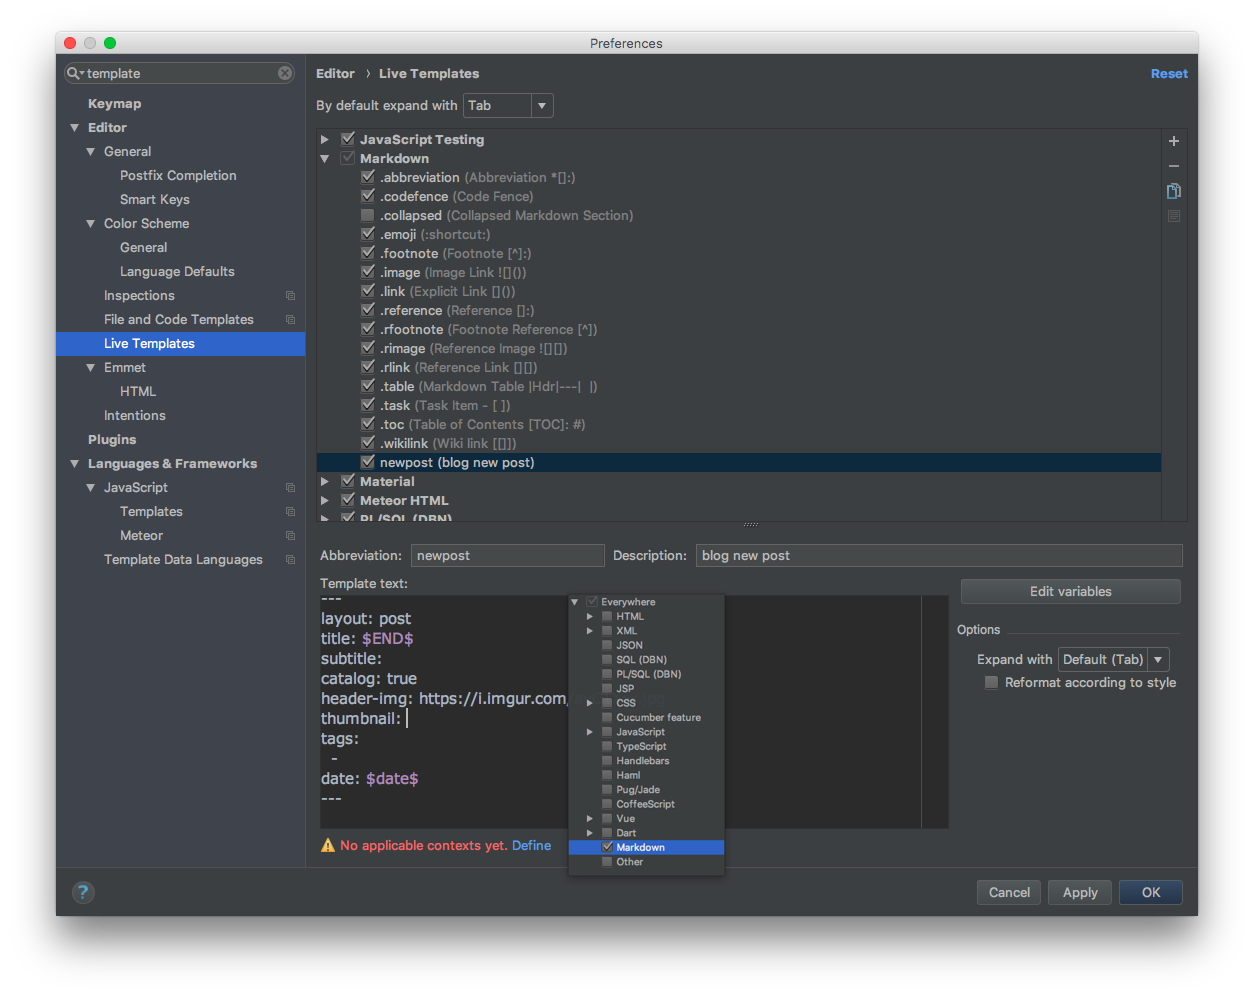 Preferences
template
Keymap
Editor
General
Postfix Completion
Smart Keys
Color Scheme
General
Language Defaults
Inspections
File and Code Templates
Live Templates
Emmet
HTML
Intentions
Plugins
Languages & Frameworks
JavaScript
Templates
Meteor
Template Data Languages
Editor › Live Templates
Reset
By default expand with Tab
JavaScript Testing
Markdown
.abbreviation (Abbreviation *[]:)
.codefence (Code Fence)
.collapsed (Collapsed Markdown Section)
.emoji (:shortcut:)
.footnote (Footnote [^]:)
.image (Image Link ![]())
.link (Explicit Link []())
.reference (Reference []:)
.rfootnote (Footnote Reference [^])
.rimage (Reference Image ![][])
.rlink (Reference Link [][])
.table (Markdown Table |Hdr|---|  |)
.task (Task Item - [ ])
.toc (Table of Contents [TOC]: #)
.wikilink (Wiki link [[]])
newpost (blog new post)
Material
Meteor HTML
PL/SQL (DBN)
Abbreviation: newpost Description: blog new post
Template text:
---
layout: post
title: $END$
subtitle:
catalog: true
header-img: https://i.imgur.com/
thumbnail:
tags:
  -
date: $date$
---
Everywhere
HTML
XML
JSON
SQL (DBN)
PL/SQL (DBN)
JSP
CSS
Cucumber feature
JavaScript
TypeScript
Handlebars
Haml
Pug/Jade
CoffeeScript
Vue
Dart
Markdown
Other
Edit variables
Options
Expand with Default (Tab)
Reformat according to style
No applicable contexts yet. Define
?
Cancel
Apply
OK